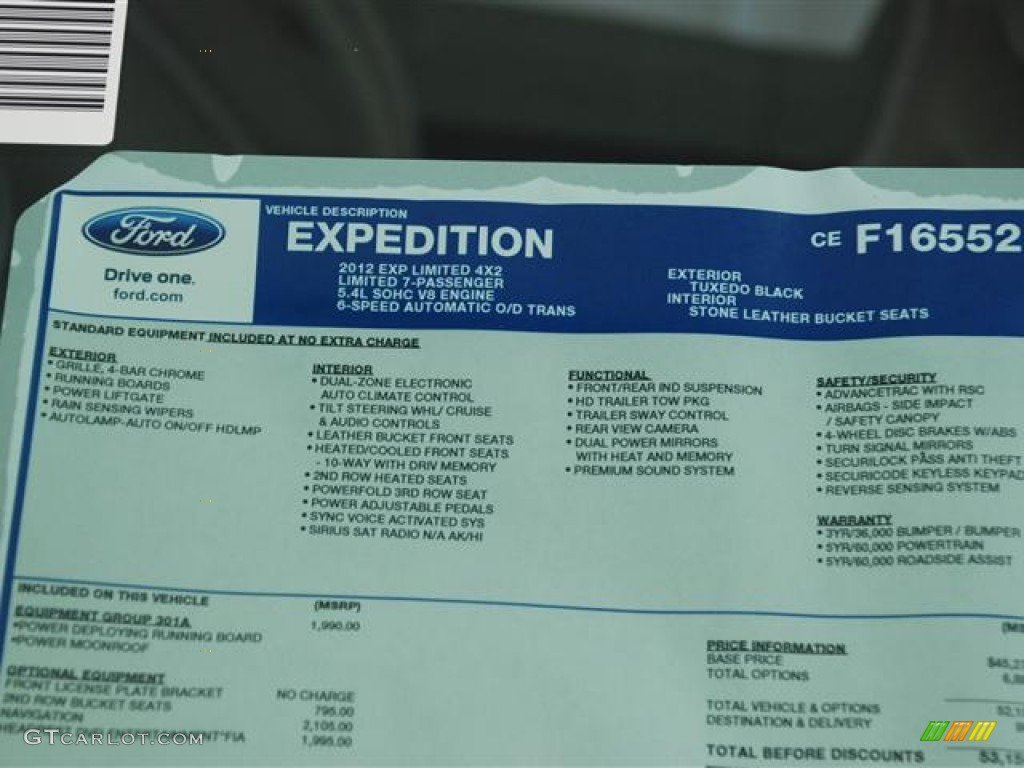 Ford
Drive one.
ford.com
VEHICLE DESCRIPTION
EXPEDITION
2012 EXP LIMITED 4X2
LIMITED 7-PASSENGER
5.4L SOHC V8 ENGINE
6-SPEED AUTOMATIC O/D TRANS
CE F16552
EXTERIOR
TUXEDO BLACK
INTERIOR
STONE LEATHER BUCKET SEATS
STANDARD EQUIPMENT INCLUDED AT NO EXTRA CHARGE
EXTERIOR
• GRILLE, 4-BAR CHROME
• RUNNING BOARDS
• POWER LIFTGATE
• RAIN SENSING WIPERS
• AUTOLAMP-AUTO ON/OFF HDLMP
INTERIOR
• DUAL-ZONE ELECTRONIC
AUTO CLIMATE CONTROL
• TILT STEERING WHL/ CRUISE
& AUDIO CONTROLS
• LEATHER BUCKET FRONT SEATS
• HEATED/COOLED FRONT SEATS
- 10-WAY WITH DRIV MEMORY
• 2ND ROW HEATED SEATS
• POWERFOLD 3RD ROW SEAT
• POWER ADJUSTABLE PEDALS
• SYNC VOICE ACTIVATED SYS
• SIRIUS SAT RADIO N/A AK/HI
FUNCTIONAL
• FRONT/REAR IND SUSPENSION
• HD TRAILER TOW PKG
• TRAILER SWAY CONTROL
• REAR VIEW CAMERA
• DUAL POWER MIRRORS
WITH HEAT AND MEMORY
• PREMIUM SOUND SYSTEM
SAFETY/SECURITY
• ADVANCETRAC WITH RSC
• AIRBAGS - SIDE IMPACT
/ SAFETY CANOPY
• 4-WHEEL DISC BRAKES W/ABS
• TURN SIGNAL MIRRORS
• SECURILOCK PASS ANTI THEFT
• SECURICODE KEYLESS KEYPAD
• REVERSE SENSING SYSTEM
WARRANTY
• 3YR/36,000 BUMPER / BUMPER
• 5YR/60,000 POWERTRAIN
• 5YR/60,000 ROADSIDE ASSIST
INCLUDED ON THIS VEHICLE (MSRP)
EQUIPMENT GROUP 301A 1,990.00
•POWER DEPLOYING RUNNING BOARD
•POWER MOONROOF
OPTIONAL EQUIPMENT
FRONT LICENSE PLATE BRACKET NO CHARGE
2ND ROW BUCKET SEATS 795.00
NAVIGATION 2,105.00
1,995.00
PRICE INFORMATION
BASE PRICE
TOTAL OPTIONS
TOTAL VEHICLE & OPTIONS
DESTINATION & DELIVERY
TOTAL BEFORE DISCOUNTS
GTcarlot.com